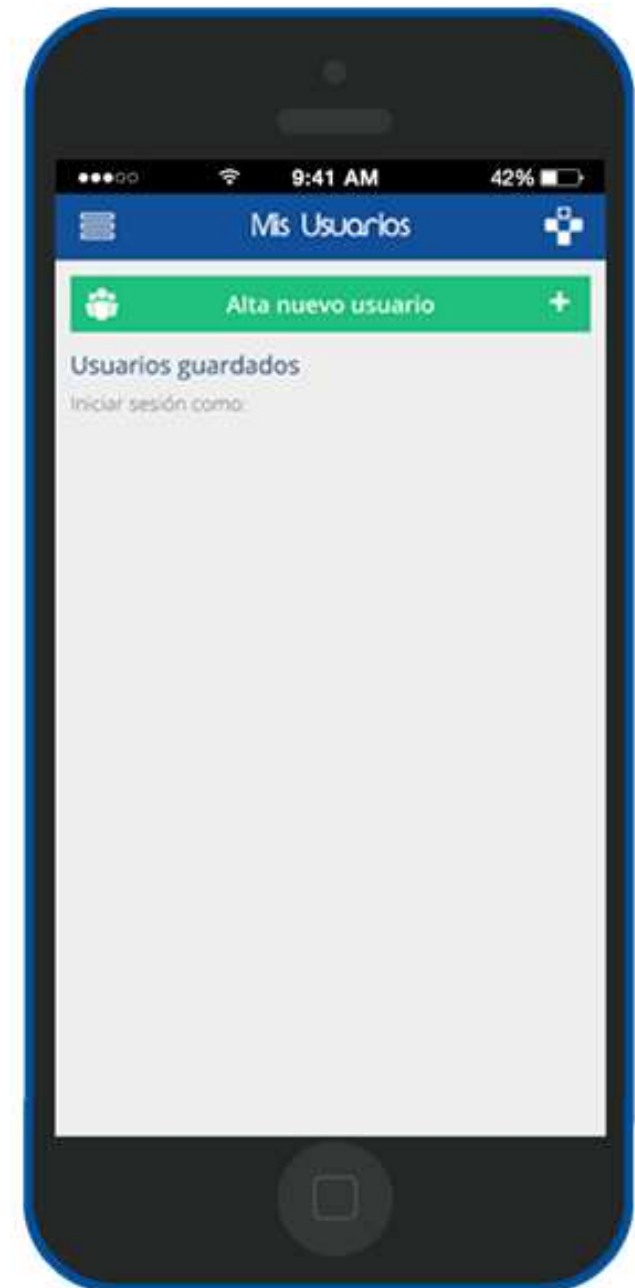 9:41 AM 42%
Mis Usuarios
Alta nuevo usuario +
Usuarios guardados
Iniciar sesión como: